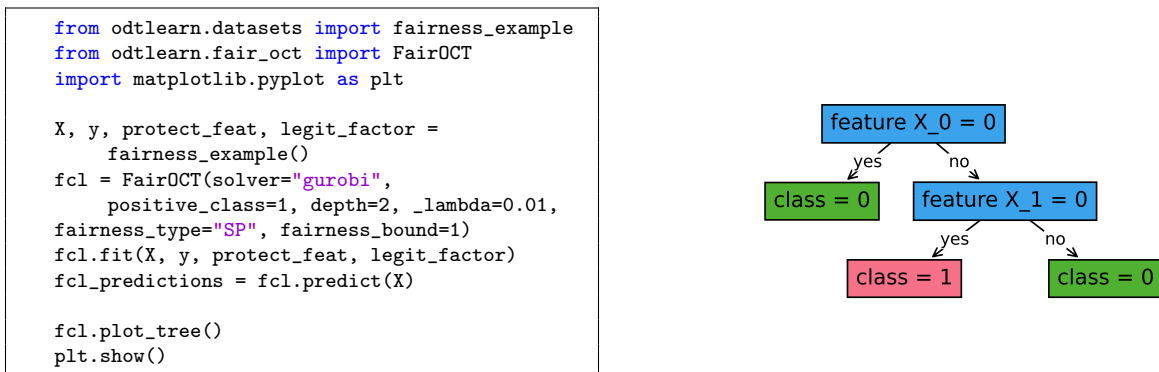 from odtlearn.datasets import fairness_example
from odtlearn.fair_oct import FairOCT
import matplotlib.pyplot as plt
X, y, protect_feat, legit_factor =
fairness_example()
fcl = FairOCT(solver="gurobi",
positive_class=1, depth=2, _lambda=0.01,
fairness_type="SP", fairness_bound=1)
fcl.fit(X, y, protect_feat, legit_factor)
fcl_predictions = fcl.predict(X)
fcl.plot_tree()
plt.show()
feature X_0 = 0
yes
no
class = 0
feature X_1 = 0
yes
no
class = 1
class = 0